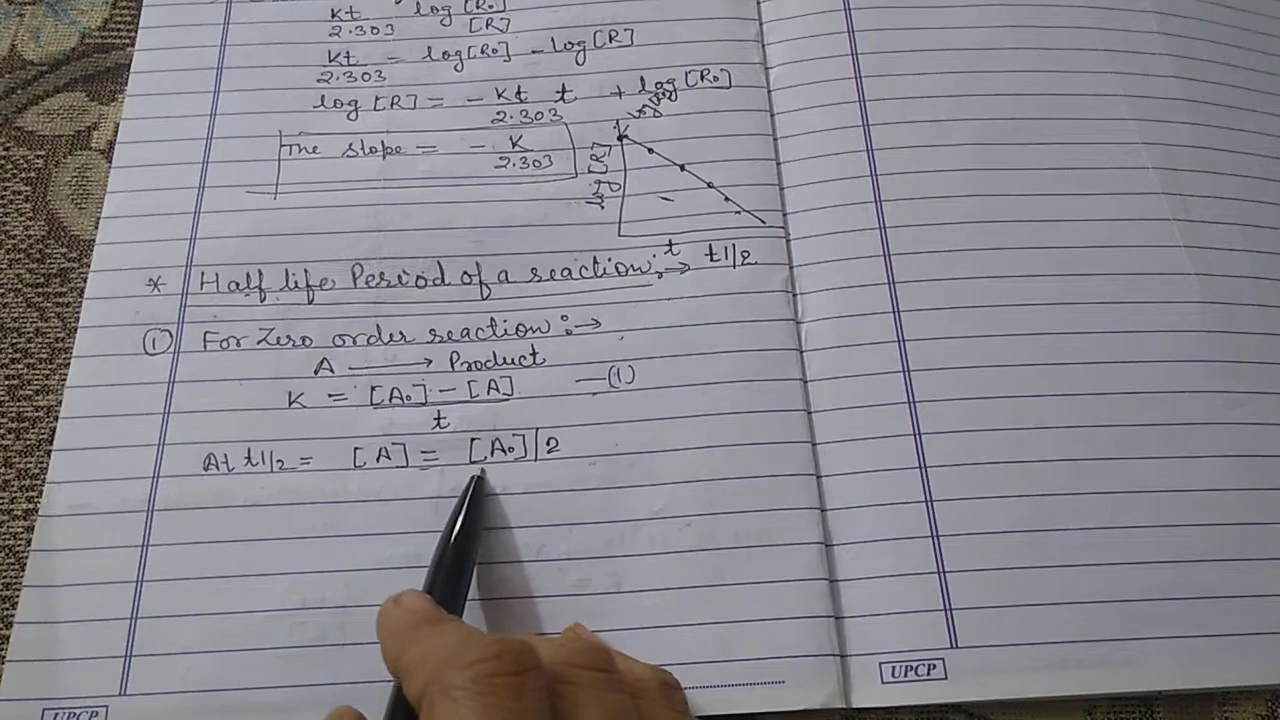 Kt log [R₀]
2.303 [R]
Kt = log[R₀] - log[R]
2.303
log [R] = - Kt t + log [R₀]
2.303
The slope = - K
2.303
log [R]
t
* Half life Period of a reaction :→ t1/2
① For Zero order reaction :→
A ⟶ Product
K = [A₀] - [A] —(1)
t
At t1/2 = [A] = [A₀]/2
UPCP
UPCP